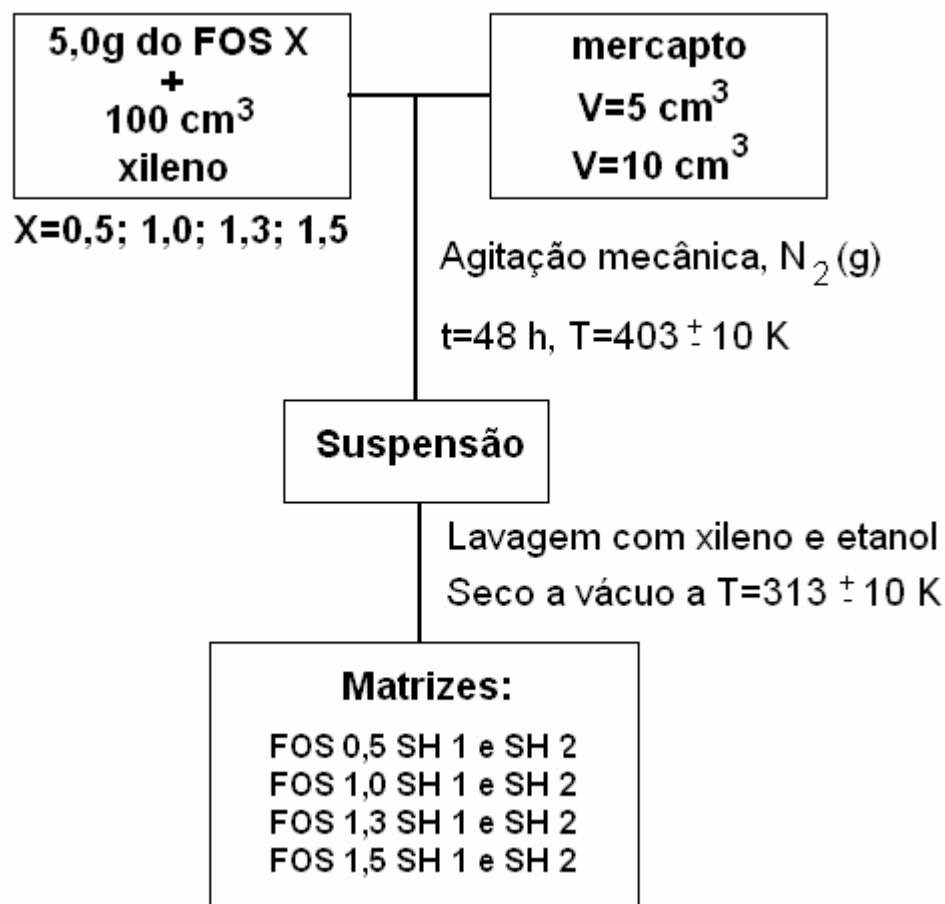 5,0g do FOS X
+
100 cm³
xileno
X=0,5; 1,0; 1,3; 1,5
mercapto
V=5 cm³
V=10 cm³
Agitação mecânica, N₂(g)
t=48 h, T=403 ± 10 K
Suspensão
Lavagem com xileno e etanol
Seco a vácuo a T=313 ± 10 K
Matrizes:
FOS 0,5 SH 1 e SH 2
FOS 1,0 SH 1 e SH 2
FOS 1,3 SH 1 e SH 2
FOS 1,5 SH 1 e SH 2